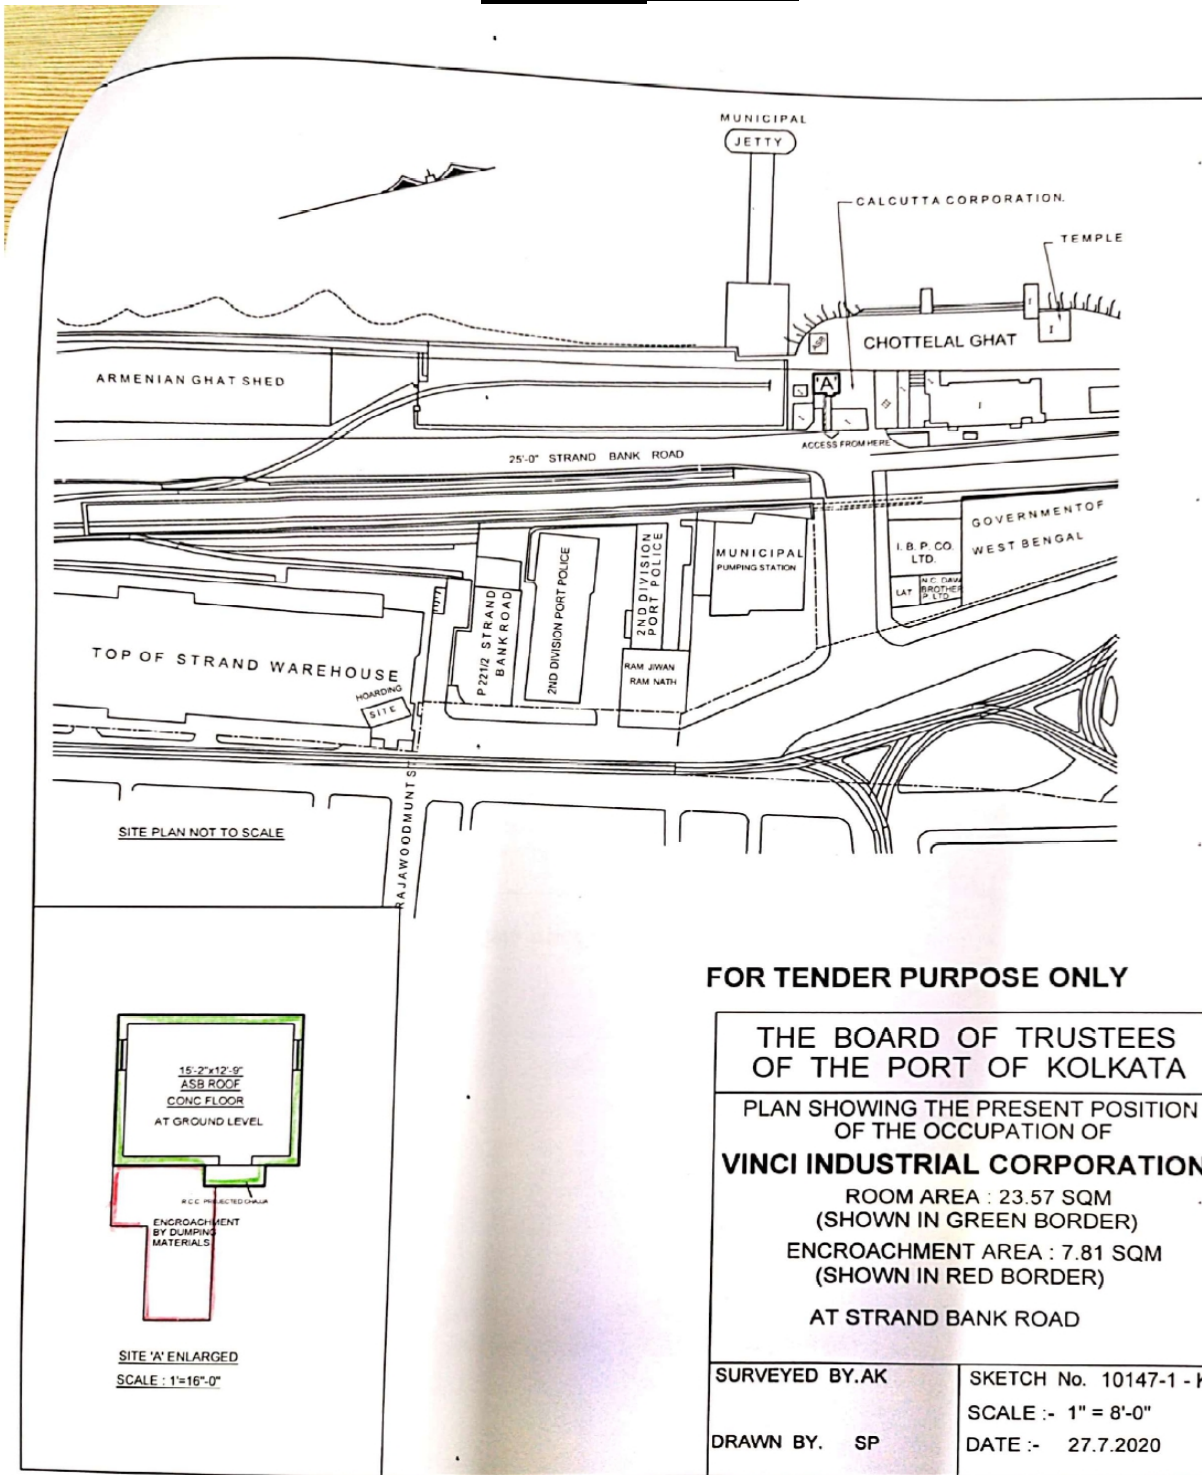 MUNICIPAL
JETTY
CALCUTTA CORPORATION.
TEMPLE
ASB
CHOTTELAL GHAT
ARMENIAN GHAT SHED
'A'
ACCESS FROM HERE
25'-0" STRAND BANK ROAD
GOVERNMENT OF
WEST BENGAL
I. B. P. CO.
LTD.
LAT
N.C. DAW
BROTHER
P. LTD.
MUNICIPAL
PUMPING STATION
2ND DIVISION
PORT POLICE
2ND DIVISION PORT POLICE
P 221/2 STRAND
BANK ROAD
RAM JIWAN
RAM NATH
TOP OF STRAND WAREHOUSE
HOARDING
SITE
RAJAWOODMUNT ST
SITE PLAN NOT TO SCALE
15'-2"x12'-9"
ASB ROOF
CONC FLOOR
AT GROUND LEVEL
R.C.C. PROJECTED CHAJJA
ENCROACHMENT
BY DUMPING
MATERIALS
SITE 'A' ENLARGED
SCALE : 1'=16"-0"
FOR TENDER PURPOSE ONLY
THE BOARD OF TRUSTEES
OF THE PORT OF KOLKATA
PLAN SHOWING THE PRESENT POSITION
OF THE OCCUPATION OF
VINCI INDUSTRIAL CORPORATION
ROOM AREA : 23.57 SQM
(SHOWN IN GREEN BORDER)
ENCROACHMENT AREA : 7.81 SQM
(SHOWN IN RED BORDER)
AT STRAND BANK ROAD
SURVEYED BY.AK
DRAWN BY. SP
SKETCH No. 10147-1 -
SCALE :- 1" = 8'-0"
DATE :- 27.7.2020